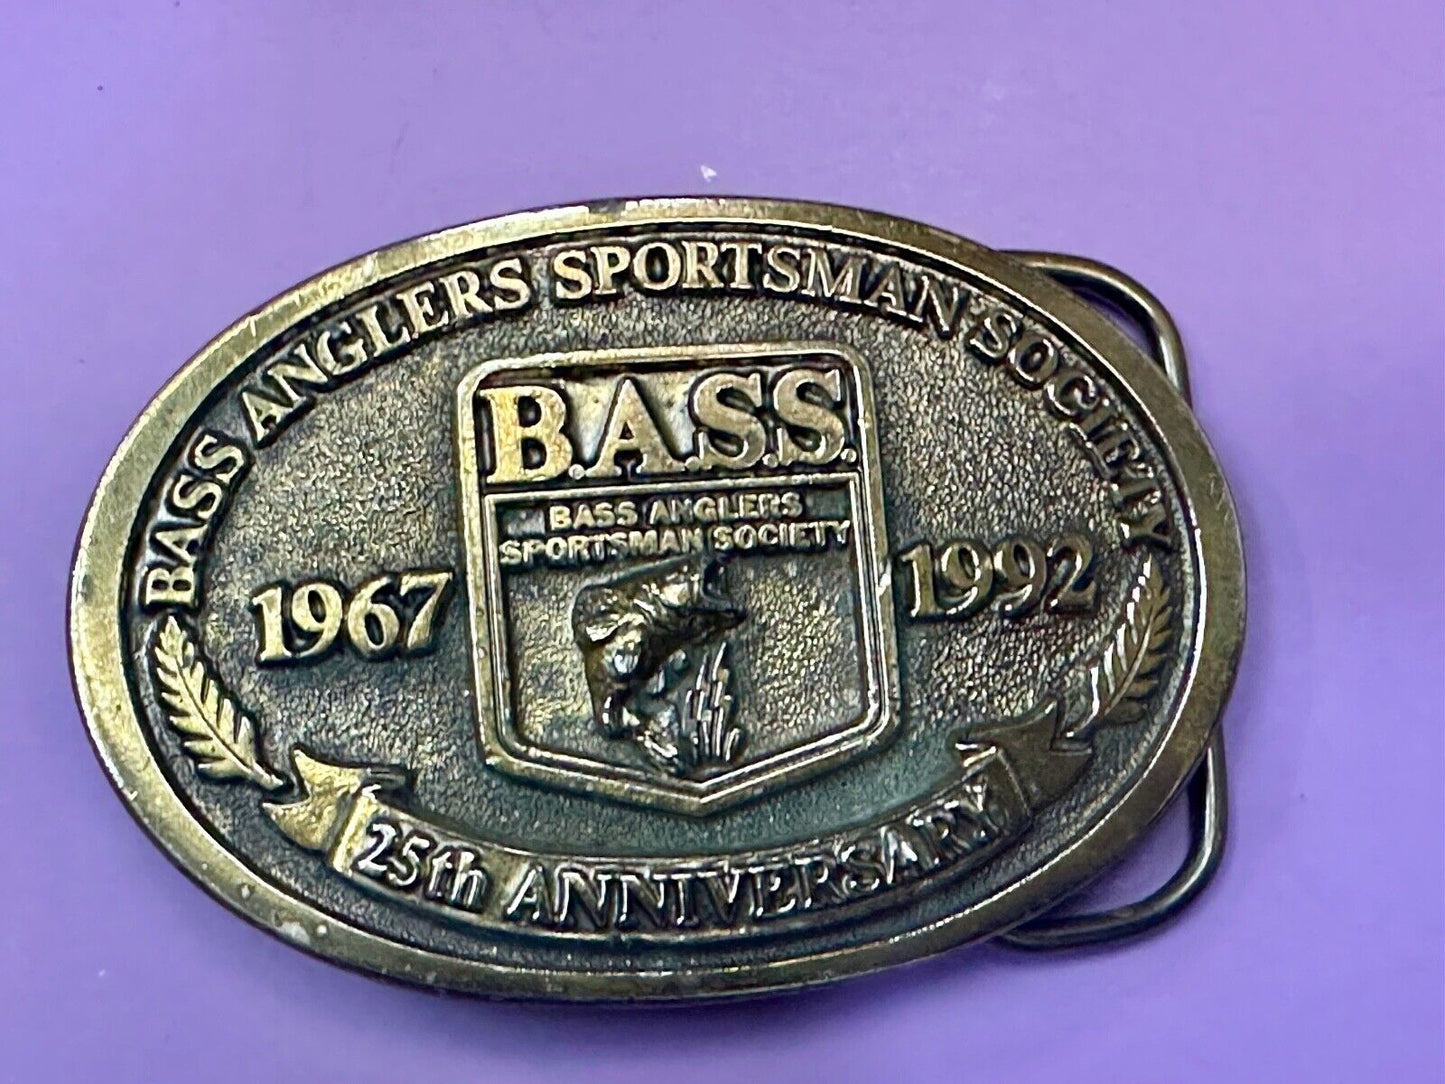 BASS ANGLERS SPORTSMAN SOCIETY
B.A.S.S.
BASS ANGLERS
SPORTSMAN SOCIETY
1967
1992
25th ANNIVERSARY